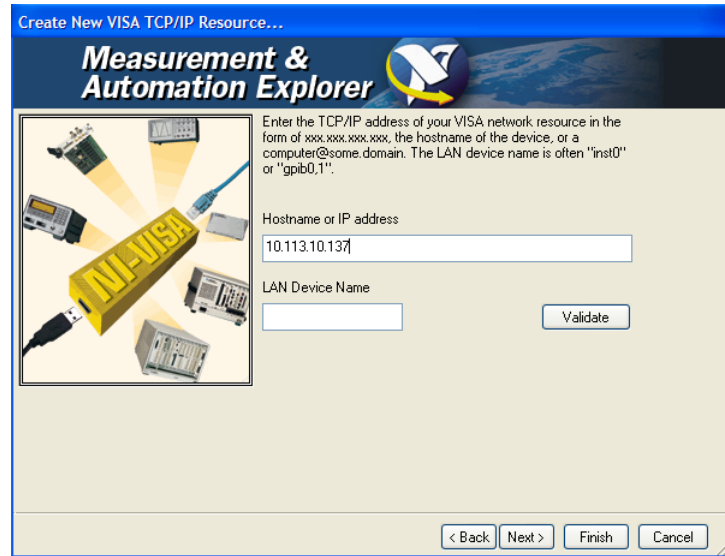 Create New VISA TCP/IP Resource...
Measurement &
Automation Explorer
Enter the TCP/IP address of your VISA network resource in the
form of xxx.xxx.xxx.xxx, the hostname of the device, or a
computer@some.domain. The LAN device name is often "inst0"
or "gpib0,1".
Hostname or IP address
10.113.10.137
LAN Device Name
Validate
NI-VISA
< Back
Next >
Finish
Cancel